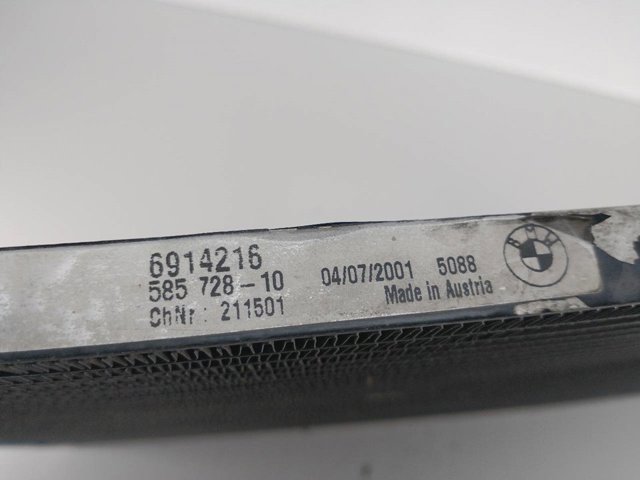 6914216
585 728-10
ChNr: 211501
04/07/2001 5088
Made in Austria
BMW